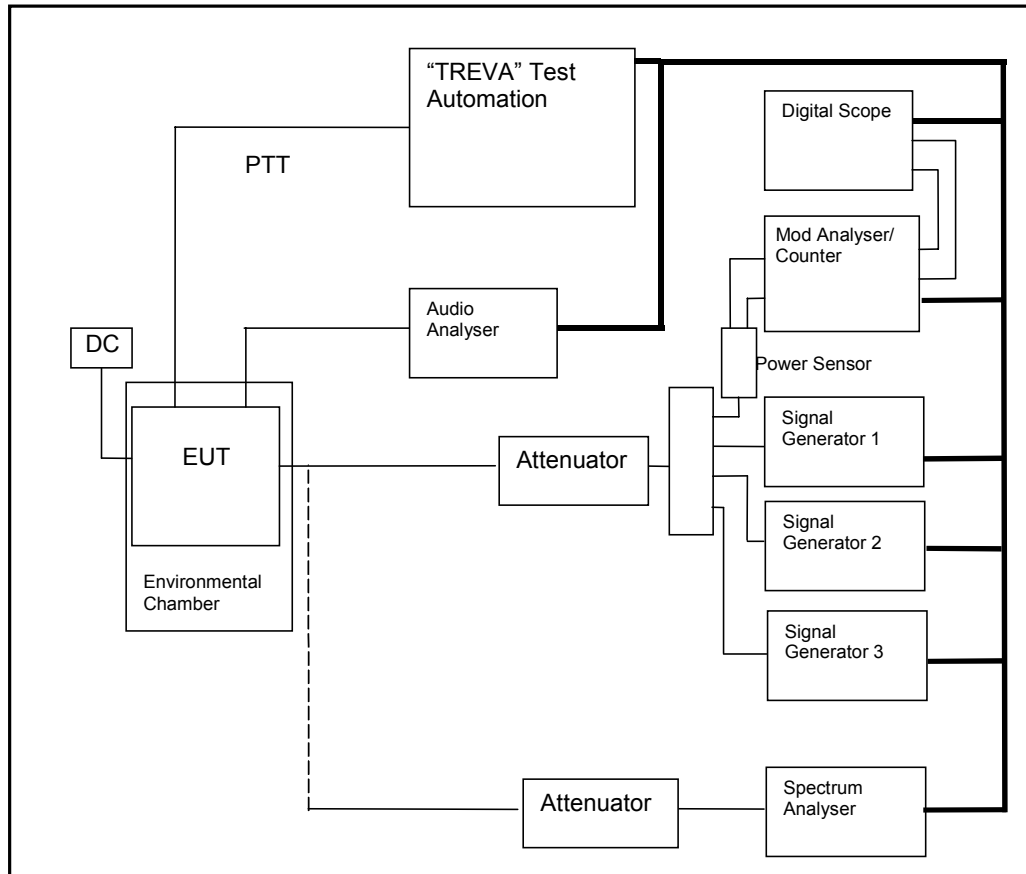 “TREVA” Test
Automation
Digital Scope
PTT
Mod Analyser/
Counter
Audio
Analyser
DC
Power Sensor
EUT
Attenuator
Signal
Generator 1
Signal
Generator 2
Environmental
Chamber
Signal
Generator 3
Attenuator
Spectrum
Analyser